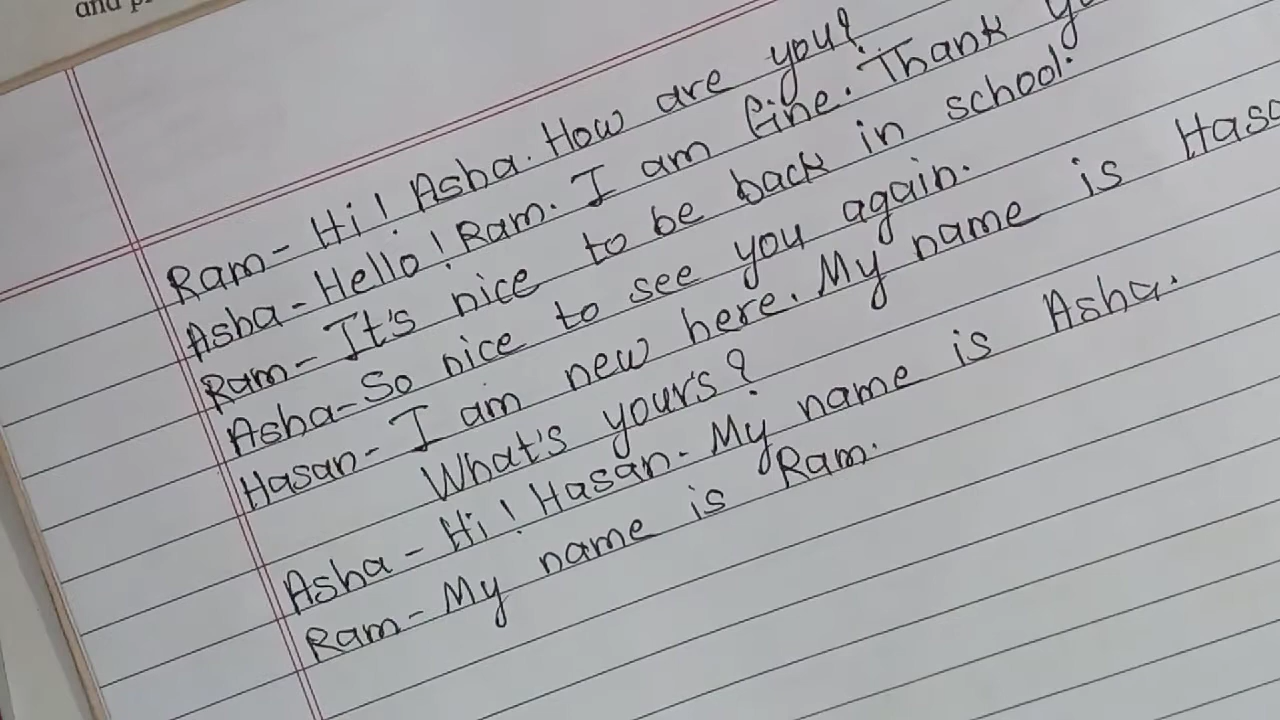 and
Ram- Hi! Asha. How are you?
Asha-Hello! Ram. I am fine. Thank
Ram- It's nice to be back in school.
Asha-So nice to see you again.
Hasan- I am new here. My name is
What's yours?
Asha- Hi! Hasan. My name is Asha.
Ram- My name is Ram.